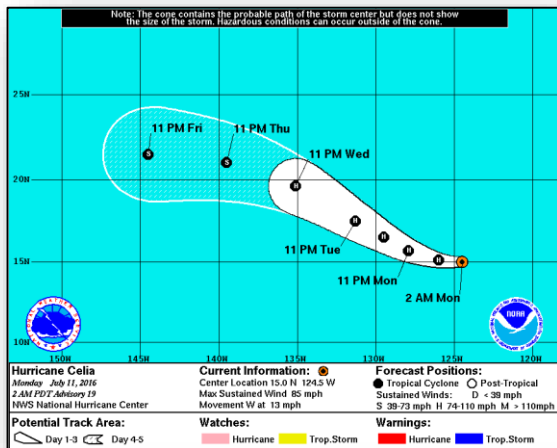 Note: The cone contains the probable path of the storm center but does not show
the size of the storm. Hazardous conditions can occur outside of the cone.
25N
11 PM Fri
11 PM Thu
11 PM Wed
20N
11 PM Tue
11 PM Mon
15N
2 AM Mon
NOAA
10N
150W 145W 140W 135W 130W 125W 120W
Hurricane Celia
Monday July 11, 2016
2 AM PDT Advisory 19
NWS National Hurricane Center
Current Information:
Center Location 15.0 N 124.5 W
Max Sustained Wind 85 mph
Movement W at 13 mph
Forecast Positions:
Tropical Cyclone Post-Tropical
Sustained Winds: D < 39 mph
S 39-73 mph H 74-110 mph M > 110mph
Potential Track Area:
Day 1-3 Day 4-5
Watches:
Hurricane Trop.Storm
Warnings:
Hurricane Trop.Storm